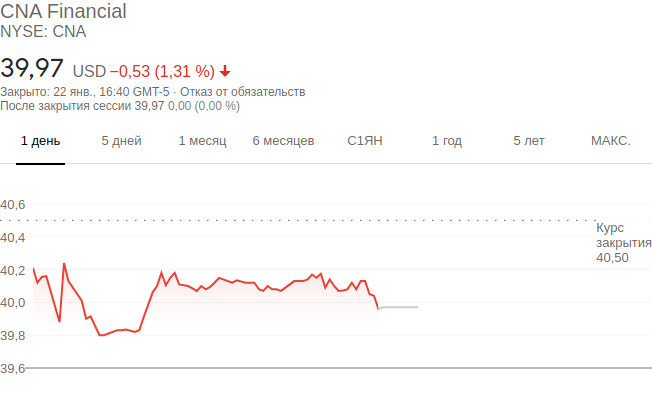 CNA Financial
NYSE: CNA
39,97 USD −0,53 (1,31 %)
Закрыто: 22 янв., 16:40 GMT-5 · Отказ от обязательств
После закрытия сессии 39,97 0,00 (0,00 %)
1 день 5 дней 1 месяц 6 месяцев С1ЯН 1 год 5 лет МАКС.
40,6
40,4
40,2
40,0
39,8
39,6
Курс
закрытия
40,50